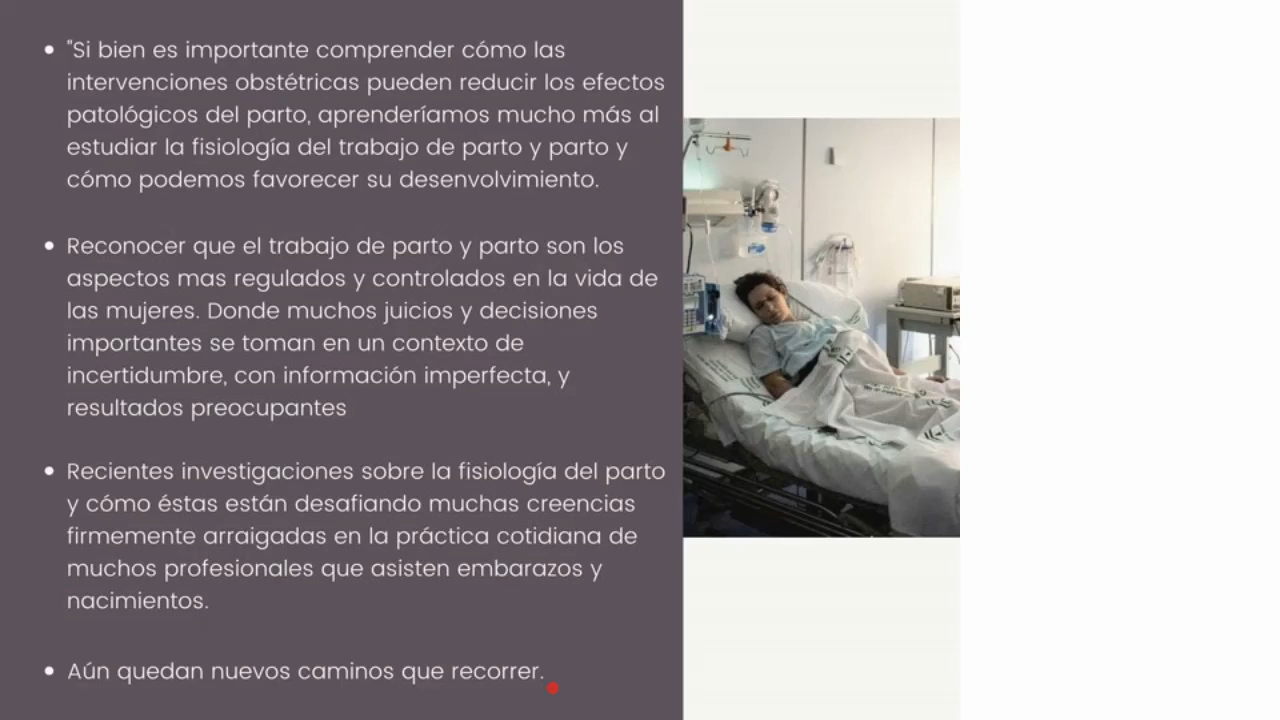 • "Si bien es importante comprender cómo las
intervenciones obstétricas pueden reducir los efectos
patológicos del parto, aprenderíamos mucho más al
estudiar la fisiología del trabajo de parto y parto y
cómo podemos favorecer su desenvolvimiento.
• Reconocer que el trabajo de parto y parto son los
aspectos mas regulados y controlados en la vida de
las mujeres. Donde muchos juicios y decisiones
importantes se toman en un contexto de
incertidumbre, con información imperfecta, y
resultados preocupantes
• Recientes investigaciones sobre la fisiología del parto
y cómo éstas están desafiando muchas creencias
firmemente arraigadas en la práctica cotidiana de
muchos profesionales que asisten embarazos y
nacimientos.
• Aún quedan nuevos caminos que recorrer.